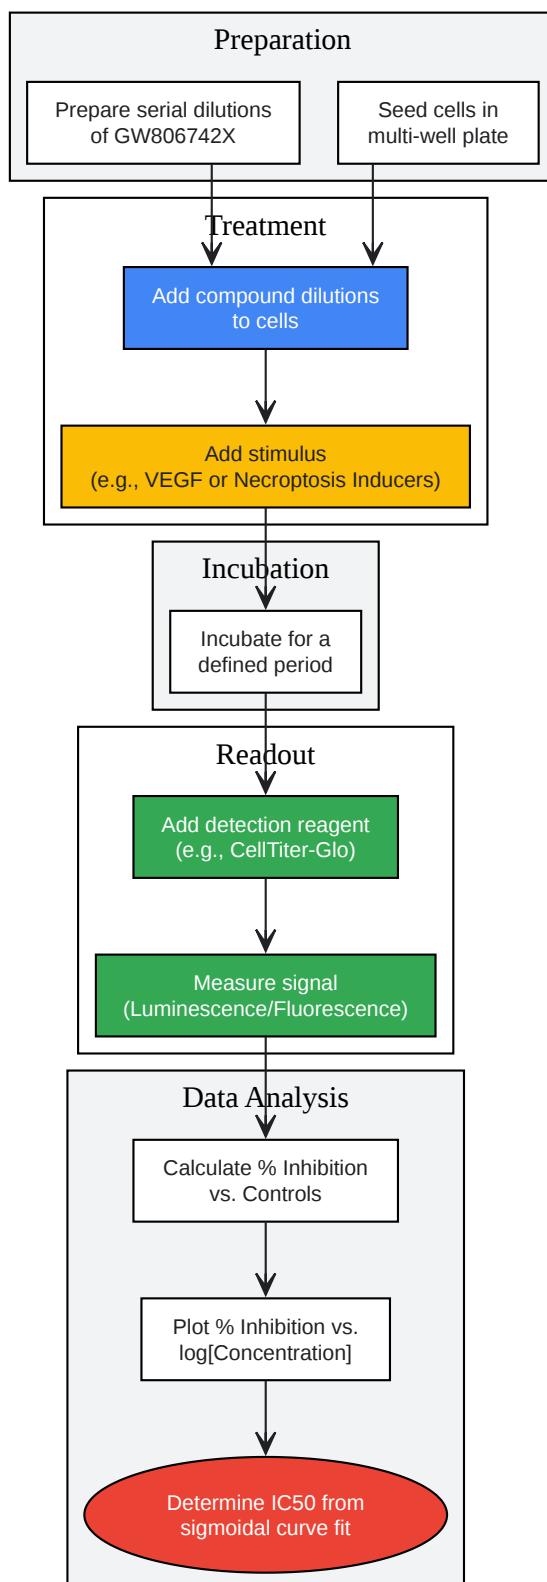 Preparation
Prepare serial dilutions
of GW806742X
Seed cells in
multi-well plate
Treatment
Add compound dilutions
to cells
Add stimulus
(e.g., VEGF or Necroptosis Inducers)
Incubation
Incubate for a
defined period
Readout
Add detection reagent
(e.g., CellTiter-Glo)
Measure signal
(Luminescence/Fluorescence)
Data Analysis
Calculate % Inhibition
vs. Controls
Plot % Inhibition vs.
log[Concentration]
Determine IC50 from
sigmoidal curve fit